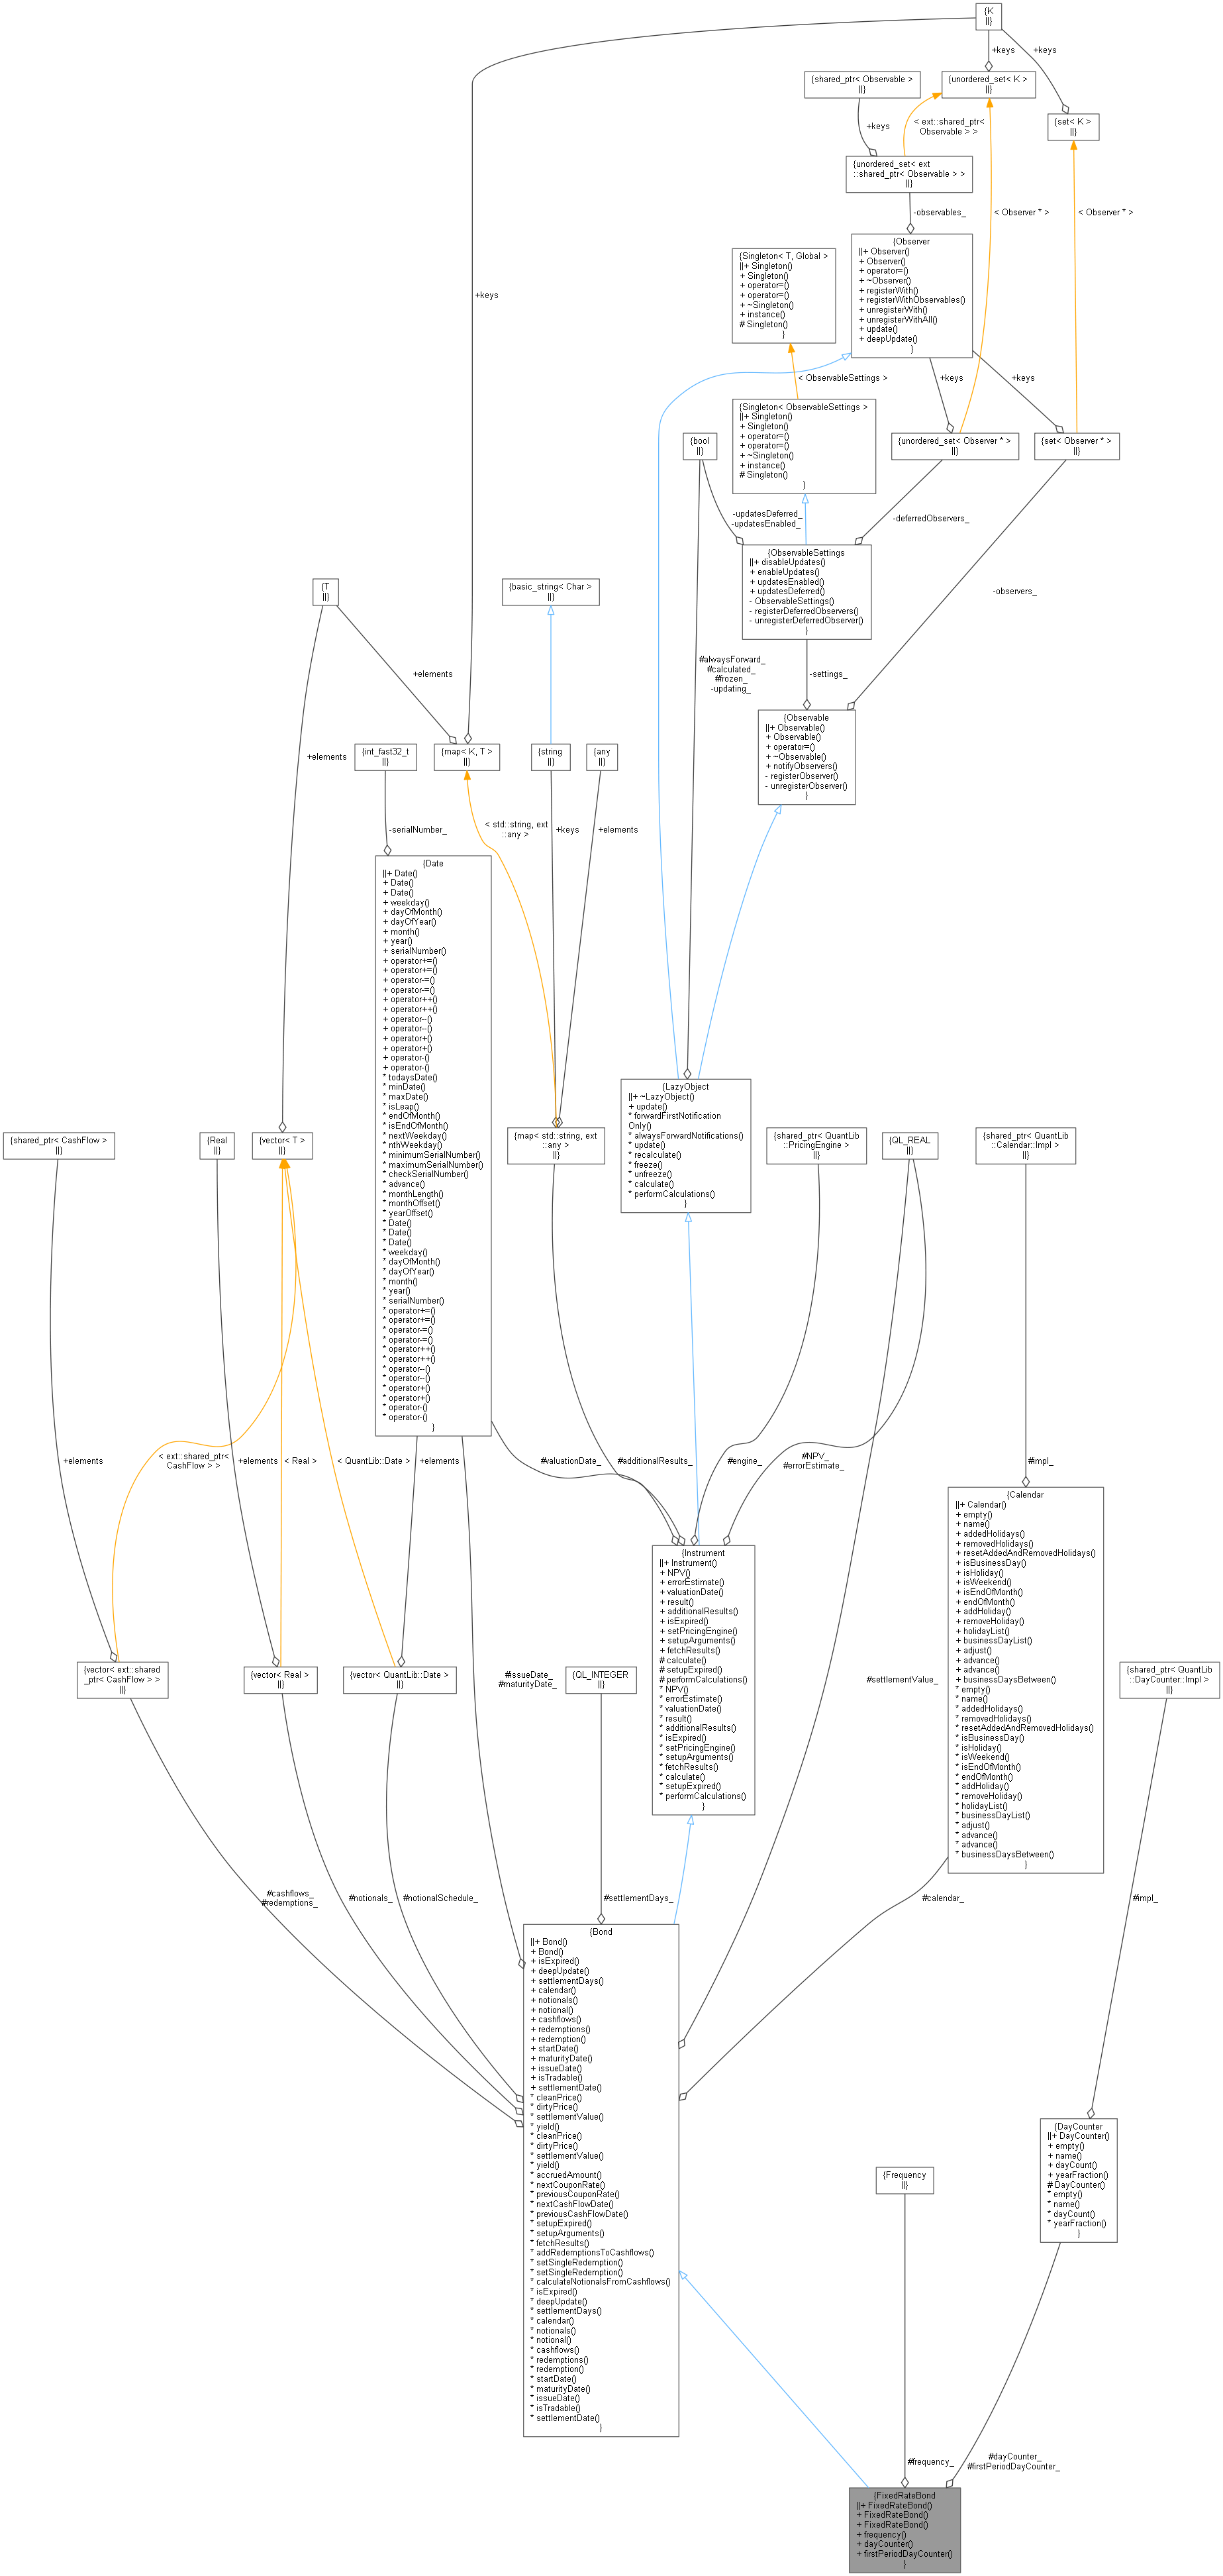 {K
||}
+keys
+keys
{shared_ptr< Observable >
||}
{unordered_set< K >
||}
{set< K >
||}
+keys
< ext::shared_ptr<
Observable > >
{unordered_set< ext
::shared_ptr< Observable > >
||}
-observables_
< Observer * >
< Observer * >
{Observer
||+ Observer()
+ Observer()
+ operator=()
+ ~Observer()
+ registerWith()
+ registerWithObservables()
+ unregisterWith()
+ unregisterWithAll()
+ update()
+ deepUpdate()
}
{Singleton< T, Global >
||+ Singleton()
+ Singleton()
+ operator=()
+ operator=()
+ ~Singleton()
+ instance()
# Singleton()
}
+keys
< ObservableSettings >
+keys
+keys
{Singleton< ObservableSettings >
||+ Singleton()
+ Singleton()
+ operator=()
+ operator=()
+ ~Singleton()
+ instance()
# Singleton()
}
{bool
||}
{unordered_set< Observer * >
||}
{set< Observer * >
||}
-updatesDeferred_
-updatesEnabled_
-deferredObservers_
{ObservableSettings
||+ disableUpdates()
+ enableUpdates()
+ updatesEnabled()
+ updatesDeferred()
- ObservableSettings()
- registerDeferredObservers()
- unregisterDeferredObserver()
}
{T
||}
{basic_string< Char >
||}
-observers_
+elements
#alwaysForward_
#calculated_
#frozen_
-updating_
-settings_
{Observable
||+ Observable()
+ Observable()
+ operator=()
+ ~Observable()
+ notifyObservers()
- registerObserver()
- unregisterObserver()
}
+elements
{int_fast32_t
||}
{map< K, T >
||}
{string
||}
{any
||}
-serialNumber_
< std::string, ext
::any >
+keys
+elements
{Date
||+ Date()
+ Date()
+ Date()
+ weekday()
+ dayOfMonth()
+ dayOfYear()
+ month()
+ year()
+ serialNumber()
+ operator+=()
+ operator+=()
+ operator-=()
+ operator-=()
+ operator++()
+ operator++()
+ operator--()
+ operator--()
+ operator+()
+ operator+()
+ operator-()
+ operator-()
* todaysDate()
* minDate()
* maxDate()
* isLeap()
* endOfMonth()
* isEndOfMonth()
* nextWeekday()
* nthWeekday()
* minimumSerialNumber()
* maximumSerialNumber()
* checkSerialNumber()
* advance()
* monthLength()
* monthOffset()
* yearOffset()
* Date()
* Date()
* Date()
* weekday()
* dayOfMonth()
* dayOfYear()
* month()
* year()
* serialNumber()
* operator+=()
* operator+=()
* operator-=()
* operator-=()
* operator++()
* operator++()
* operator--()
* operator--()
* operator+()
* operator+()
* operator-()
* operator-()
}
{LazyObject
||+ ~LazyObject()
+ update()
* forwardFirstNotification
Only()
* alwaysForwardNotifications()
* update()
* recalculate()
* freeze()
* unfreeze()
* calculate()
* performCalculations()
}
{shared_ptr< CashFlow >
||}
{Real
||}
{vector< T >
||}
{map< std::string, ext
::any >
||}
{shared_ptr< QuantLib
::PricingEngine >
||}
{QL_REAL
||}
{shared_ptr< QuantLib
::Calendar::Impl >
||}
+elements
< ext::shared_ptr<
CashFlow > >
+elements
< Real >
< QuantLib::Date >
+elements
#valuationDate_
#additionalResults_
#engine_
#NPV_
#errorEstimate_
#impl_
{Calendar
||+ Calendar()
+ empty()
+ name()
+ addedHolidays()
+ removedHolidays()
+ resetAddedAndRemovedHolidays()
+ isBusinessDay()
+ isHoliday()
+ isWeekend()
+ isEndOfMonth()
+ endOfMonth()
+ addHoliday()
+ removeHoliday()
+ holidayList()
+ businessDayList()
+ adjust()
+ advance()
+ advance()
+ businessDaysBetween()
* empty()
* name()
* addedHolidays()
* removedHolidays()
* resetAddedAndRemovedHolidays()
* isBusinessDay()
* isHoliday()
* isWeekend()
* isEndOfMonth()
* endOfMonth()
* addHoliday()
* removeHoliday()
* holidayList()
* businessDayList()
* adjust()
* advance()
* advance()
* businessDaysBetween()
}
{Instrument
||+ Instrument()
+ NPV()
+ errorEstimate()
+ valuationDate()
+ result()
+ additionalResults()
+ isExpired()
+ setPricingEngine()
+ setupArguments()
+ fetchResults()
# calculate()
# setupExpired()
# performCalculations()
* NPV()
* errorEstimate()
* valuationDate()
* result()
* additionalResults()
* isExpired()
* setPricingEngine()
* setupArguments()
* fetchResults()
* calculate()
* setupExpired()
* performCalculations()
}
{vector< ext::shared
_ptr< CashFlow > >
||}
{vector< Real >
||}
{vector< QuantLib::Date >
||}
#issueDate_
#maturityDate_
{QL_INTEGER
||}
#settlementValue_
{shared_ptr< QuantLib
::DayCounter::Impl >
||}
#cashflows_
#redemptions_
#notionals_
#notionalSchedule_
#settlementDays_
#calendar_
#impl_
{Bond
||+ Bond()
+ Bond()
+ isExpired()
+ deepUpdate()
+ settlementDays()
+ calendar()
+ notionals()
+ notional()
+ cashflows()
+ redemptions()
+ redemption()
+ startDate()
+ maturityDate()
+ issueDate()
+ isTradable()
+ settlementDate()
* cleanPrice()
* dirtyPrice()
* settlementValue()
* yield()
* cleanPrice()
* dirtyPrice()
* settlementValue()
* yield()
* accruedAmount()
* nextCouponRate()
* previousCouponRate()
* nextCashFlowDate()
* previousCashFlowDate()
* setupExpired()
* setupArguments()
* fetchResults()
* addRedemptionsToCashflows()
* setSingleRedemption()
* setSingleRedemption()
* calculateNotionalsFromCashflows()
* isExpired()
* deepUpdate()
* settlementDays()
* calendar()
* notionals()
* notional()
* cashflows()
* redemptions()
* redemption()
* startDate()
* maturityDate()
* issueDate()
* isTradable()
* settlementDate()
}
{DayCounter
||+ DayCounter()
+ empty()
+ name()
+ dayCount()
+ yearFraction()
# DayCounter()
* empty()
* name()
* dayCount()
* yearFraction()
}
{Frequency
||}
#frequency_
#dayCounter_
#firstPeriodDayCounter_
{FixedRateBond
||+ FixedRateBond()
+ FixedRateBond()
+ FixedRateBond()
+ frequency()
+ dayCounter()
+ firstPeriodDayCounter()
}